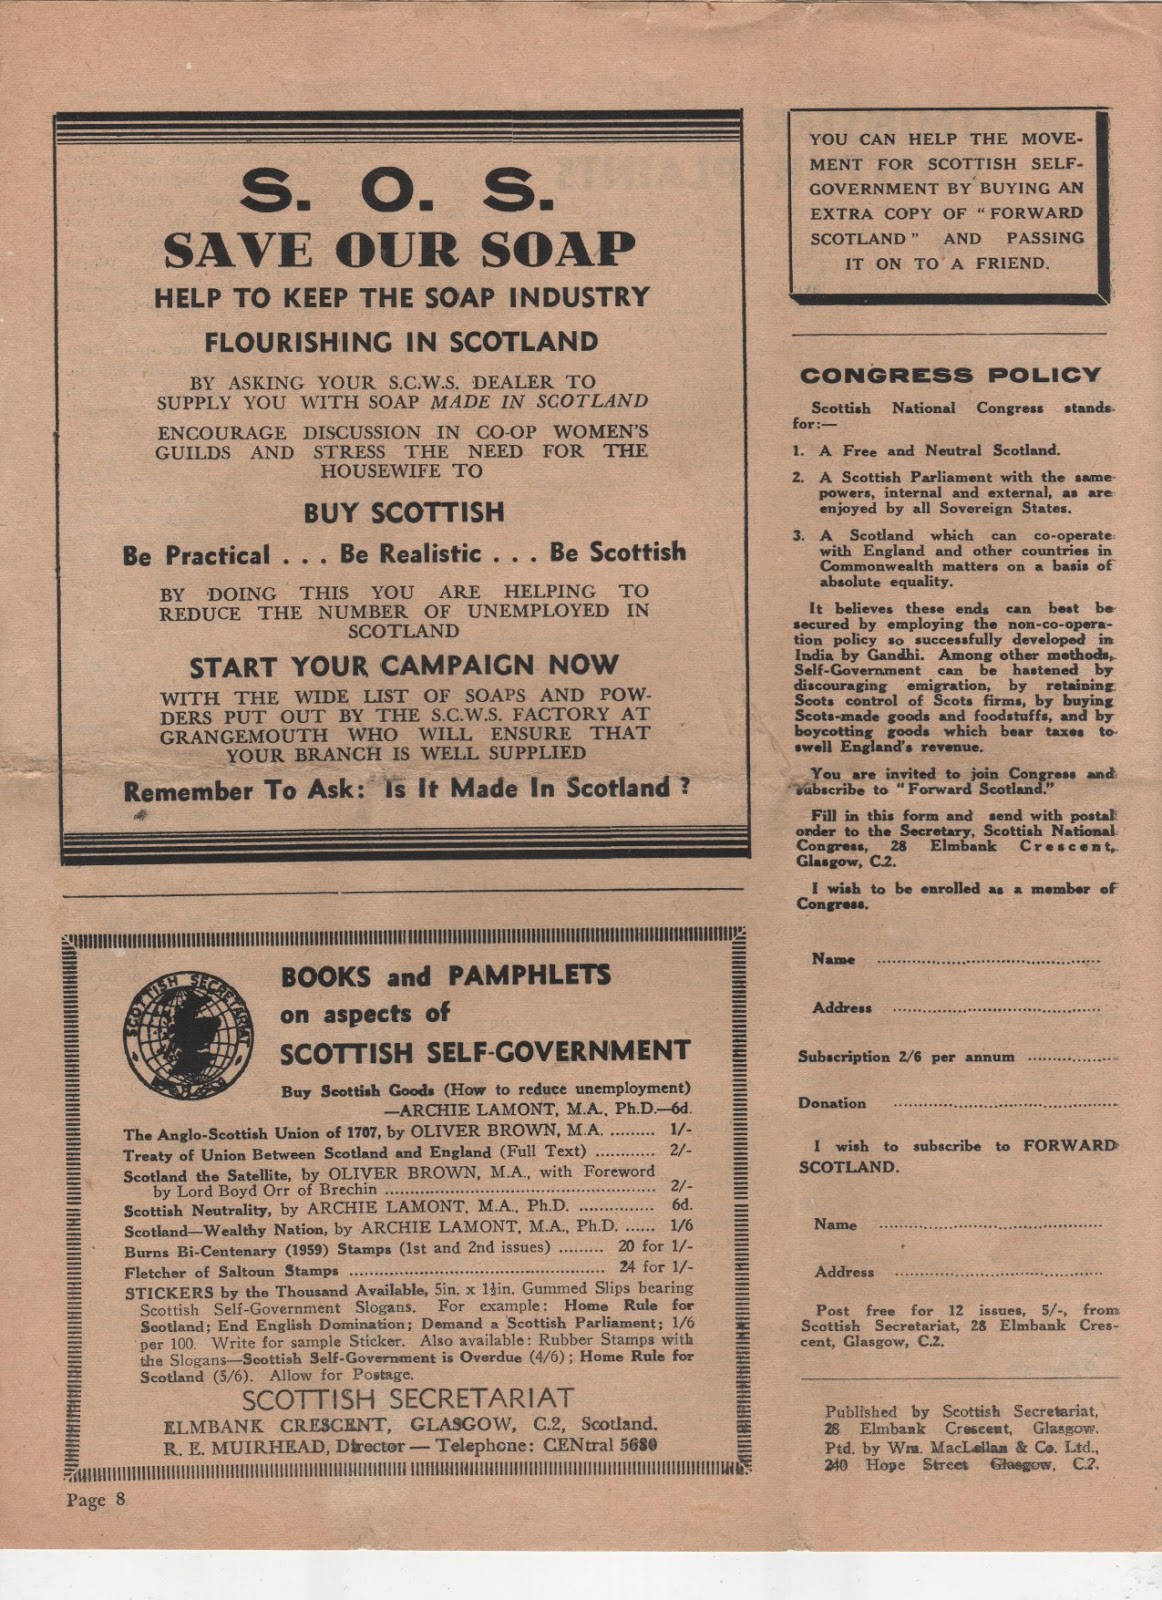 S. O. S.
SAVE OUR SOAP
HELP TO KEEP THE SOAP INDUSTRY
FLOURISHING IN SCOTLAND
BY ASKING YOUR S.C.W.S. DEALER TO
SUPPLY YOU WITH SOAP MADE IN SCOTLAND
ENCOURAGE DISCUSSION IN CO-OP WOMEN'S
GUILDS AND STRESS THE NEED FOR THE
HOUSEWIFE TO
BUY SCOTTISH
Be Practical . . . Be Realistic . . . Be Scottish
BY DOING THIS YOU ARE HELPING TO
REDUCE THE NUMBER OF UNEMPLOYED IN
SCOTLAND
START YOUR CAMPAIGN NOW
WITH THE WIDE LIST OF SOAPS AND POW-
DERS PUT OUT BY THE S.C.W.S. FACTORY AT
GRANGEMOUTH WHO WILL ENSURE THAT
YOUR BRANCH IS WELL SUPPLIED
Remember To Ask: Is It Made In Scotland ?
SCOTTISH SECRETARIAT
BOOKS and PAMPHLETS
on aspects of
SCOTTISH SELF-GOVERNMENT
Buy Scottish Goods (How to reduce unemployment)
—ARCHIE LAMONT, M.A., Ph.D.—6d.
The Anglo-Scottish Union of 1707, by OLIVER BROWN, M.A. ......... 1/-
Treaty of Union Between Scotland and England (Full Text) ............ 2/-
Scotland the Satellite, by OLIVER BROWN, M.A., with Foreword
by Lord Boyd Orr of Brechin ...................................................... 2/-
Scottish Neutrality, by ARCHIE LAMONT, M.A., Ph.D. ............... 6d.
Scotland—Wealthy Nation, by ARCHIE LAMONT, M.A., Ph.D. ...... 1/6
Burns Bi-Centenary (1959) Stamps (1st and 2nd issues) ......... 20 for 1/-
Fletcher of Saltoun Stamps ................................................... 24 for 1/-
STICKERS by the Thousand Available, 5in. x 1½in. Gummed Slips bearing
Scottish Self-Government Slogans. For example: Home Rule for
Scotland; End English Domination; Demand a Scottish Parliament; 1/6
per 100. Write for sample Sticker. Also available: Rubber Stamps with
the Slogans—Scottish Self-Government is Overdue (4/6); Home Rule for
Scotland (5/6). Allow for Postage.
SCOTTISH SECRETARIAT
ELMBANK CRESCENT, GLASGOW, C.2, Scotland.
R. E. MUIRHEAD, Director — Telephone: CENtral 5680
Page 8
YOU CAN HELP THE MOVE-
MENT FOR SCOTTISH SELF-
GOVERNMENT BY BUYING AN
EXTRA COPY OF "FORWARD
SCOTLAND" AND PASSING
IT ON TO A FRIEND.
CONGRESS POLICY
Scottish National Congress stands
for:—
1. A Free and Neutral Scotland.
2. A Scottish Parliament with the same
powers, internal and external, as are
enjoyed by all Sovereign States.
3. A Scotland which can co-operate
with England and other countries in
Commonwealth matters on a basis of
absolute equality.
It believes these ends can best be
secured by employing the non-co-opera-
tion policy so successfully developed in
India by Gandhi. Among other methods,
Self-Government can be hastened by
discouraging emigration, by retaining
Scots control of Scots firms, by buying
Scots-made goods and foodstuffs, and by
boycotting goods which bear taxes to
swell England's revenue.
You are invited to join Congress and
subscribe to "Forward Scotland."
Fill in this form and send with postal
order to the Secretary, Scottish National
Congress, 28 Elmbank Crescent,
Glasgow, C.2.
I wish to be enrolled as a member of
Congress.
Name ..........................................
Address ..........................................
Subscription 2/6 per annum ..................
Donation ..........................................
I wish to subscribe to FORWARD
SCOTLAND.
Name ..........................................
Address ..........................................
Post free for 12 issues, 5/-, from
Scottish Secretariat, 28 Elmbank Cres-
cent, Glasgow, C.2.
Published by Scottish Secretariat,
28 Elmbank Crescent, Glasgow.
Ptd. by Wm. MacLellan & Co. Ltd.,
240 Hope Street Glasgow, C.2.